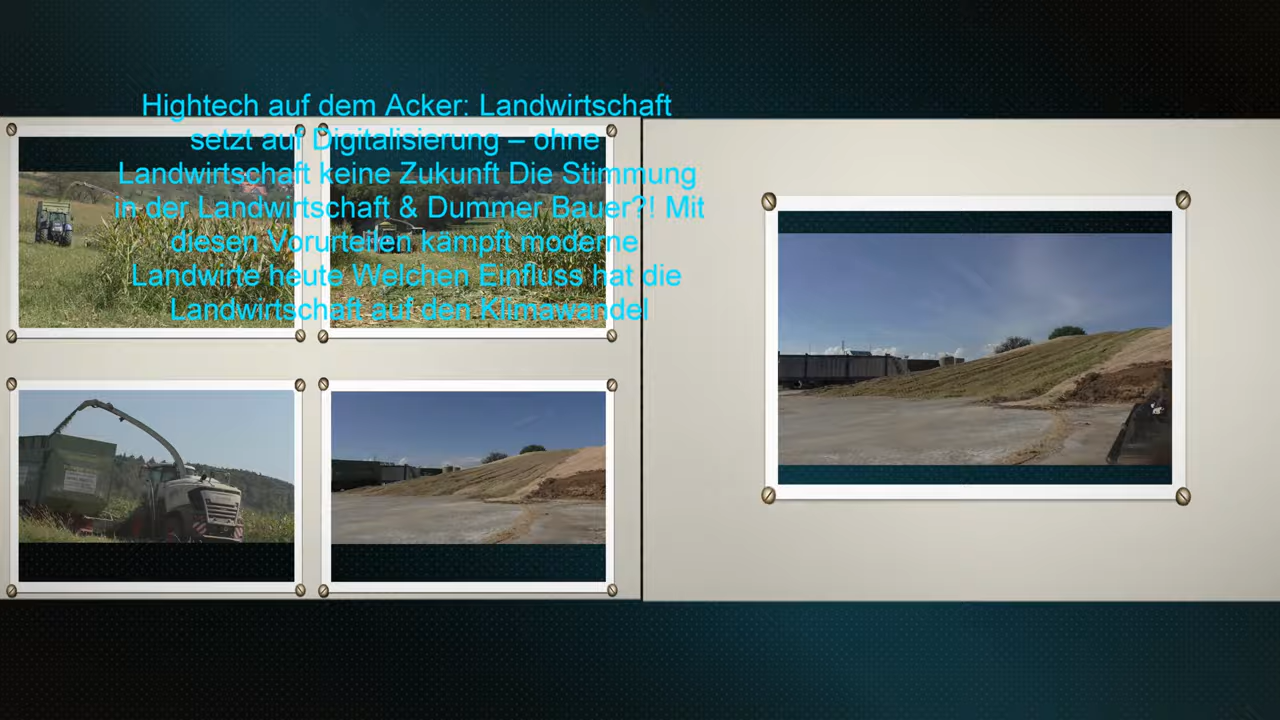 Hightech auf dem Acker: Landwirtschaft
setzt auf Digitalisierung – ohne
Landwirtschaft keine Zukunft Die Stimmung
in der Landwirtschaft & Dummer Bauer?! Mit
diesen Vorurteilen kämpft moderne
Landwirte heute Welchen Einfluss hat die
Landwirtschaft auf den Klimawandel